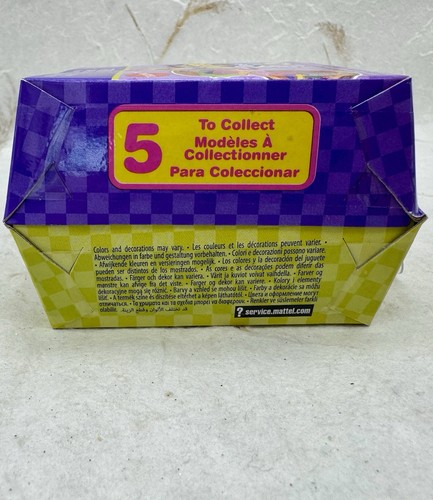 5
To Collect
Modèles À
Collectionner
Para Coleccionar
Colors and decorations may vary. • Les couleurs et les décorations peuvent varier. •
Abweichungen in Farbe und Gestaltung vorbehalten. • Colori e decorazioni possono variare.
• Afwijkende kleuren en versieringen mogelijk. • Los colores y la decoración del juguete
pueden ser distintos de los mostrados. • As cores e as decorações podem diferir das
mostradas. • Färger och dekor kan variera. • Värit ja kuviot voivat vaihdella. • Farver og
mønstre kan afvige fra det viste. • Farger og dekor kan variere. • Kolory i elementy
dekoracyjne mogą się różnić. • Barvy a vzhled se mohou lišit. • Farby a dekorácie sa môžu
líšiť. • A termék színe és díszítése eltérhet a képen láthatótól. • Цвета и оформление могут
отличаться. • Τα χρώματα και τα σχέδια μπορεί να διαφέρουν. • Renkler ve süslemeler farklı
olabilir. • قد تختلف الألوان وقطع الزينة.
? service.mattel.com